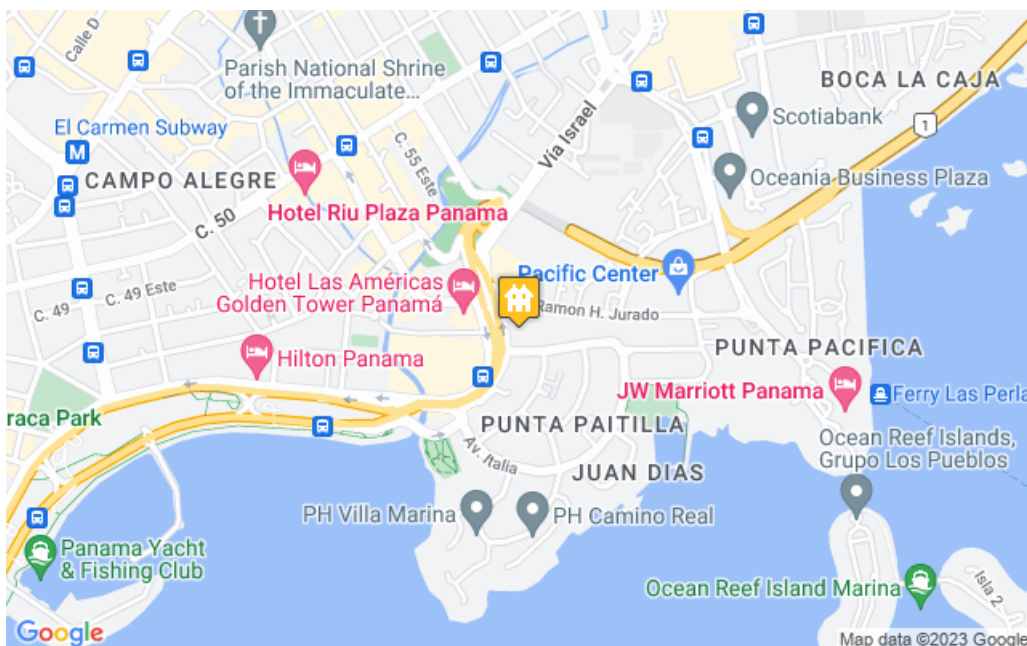 Calle D
Parish National Shrine
of the Immaculate...
BOCA LA CAJA
Scotiabank
1
El Carmen Subway
M
Vía Israel
C. 55 Este
CAMPO ALEGRE
Oceania Business Plaza
C. 50
Hotel Riu Plaza Panama
Hotel Las Américas
Golden Tower Panamá
Pacific Center
C. 49 Este
C. 49
Ramon H. Jurado
Hilton Panama
PUNTA PACIFICA
JW Marriott Panama
Ferry Las Perla
raca Park
PUNTA PAITILLA
Av. Italia
JUAN DIAS
Ocean Reef Islands,
Grupo Los Pueblos
PH Villa Marina
PH Camino Real
Panama Yacht
& Fishing Club
Ocean Reef Island Marina
Isla 2
Google
Map data ©2023 Google